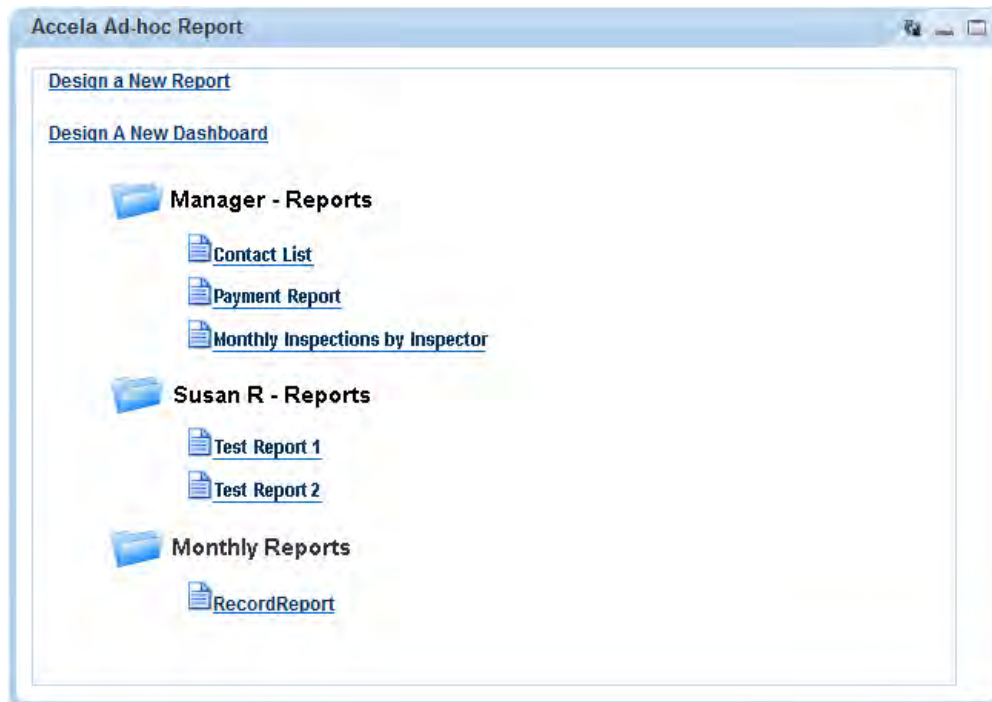 Accela Ad-hoc Report
Design a New Report
Design A New Dashboard
Manager - Reports
Contact List
Payment Report
Monthly Inspections by Inspector
Susan R - Reports
Test Report 1
Test Report 2
Monthly Reports
RecordReport